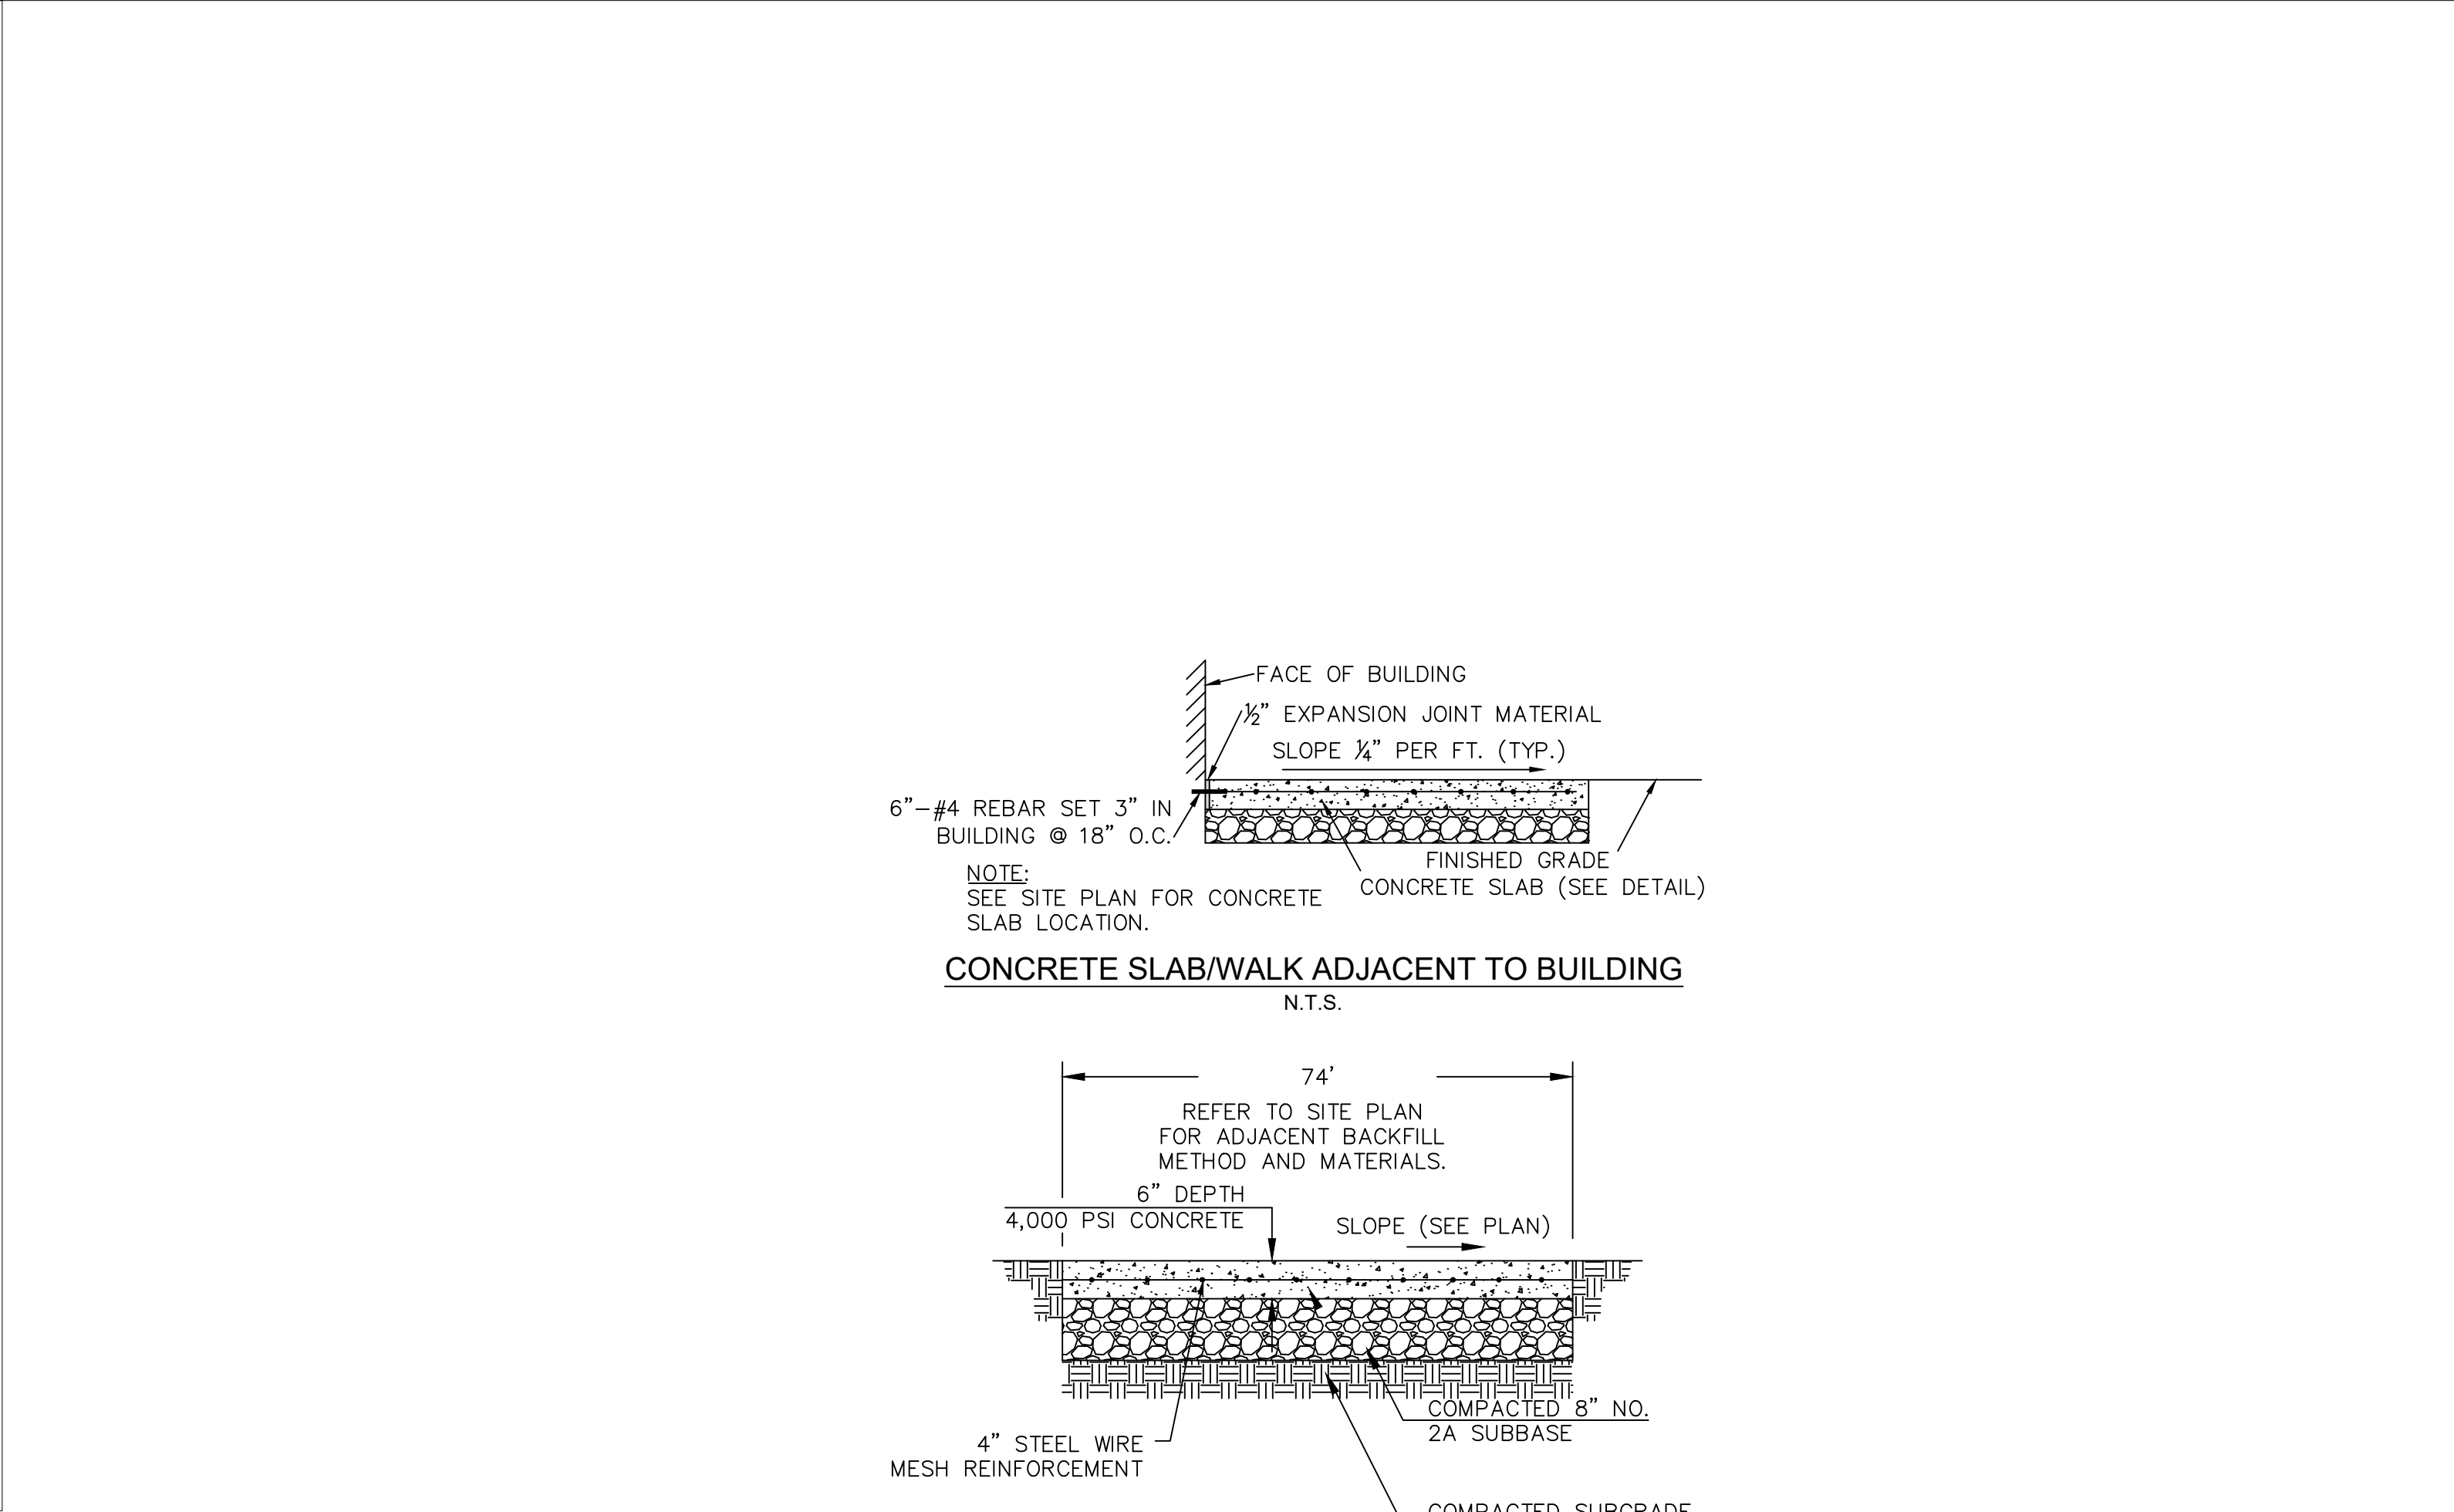 FACE OF BUILDING
½” EXPANSION JOINT MATERIAL
SLOPE ¼” PER FT. (TYP.)
6”-#4 REBAR SET 3” IN
BUILDING @ 18” O.C.
FINISHED GRADE
CONCRETE SLAB (SEE DETAIL)
NOTE:
SEE SITE PLAN FOR CONCRETE
SLAB LOCATION.
CONCRETE SLAB/WALK ADJACENT TO BUILDING
N.T.S.
74’
REFER TO SITE PLAN
FOR ADJACENT BACKFILL
METHOD AND MATERIALS.
6” DEPTH
4,000 PSI CONCRETE
SLOPE (SEE PLAN)
COMPACTED 8” NO.
2A SUBBASE
4” STEEL WIRE
MESH REINFORCEMENT
COMPACTED SUBGRADE